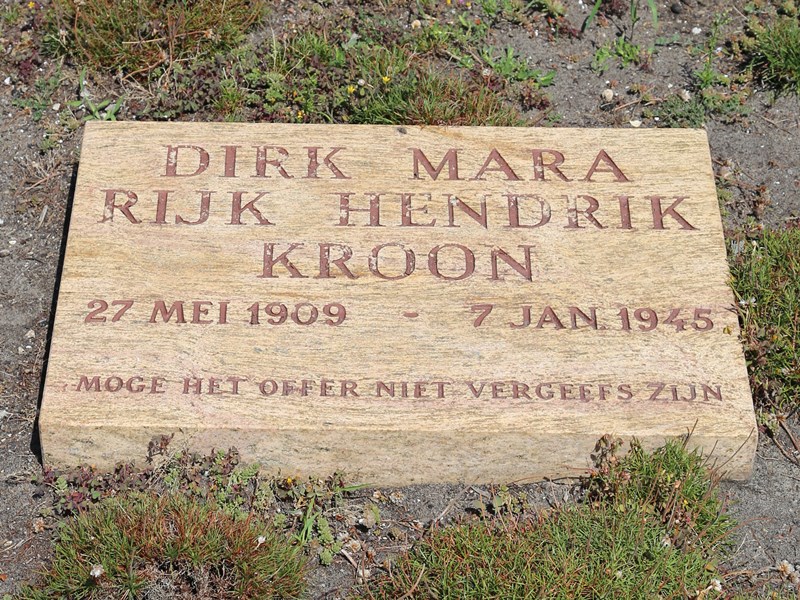 DIRK MARA
RIJK HENDRIK
KROON
27 MEI 1909 - 7 JAN. 1945
MOGE HET OFFER NIET VERGEEFS ZIJN